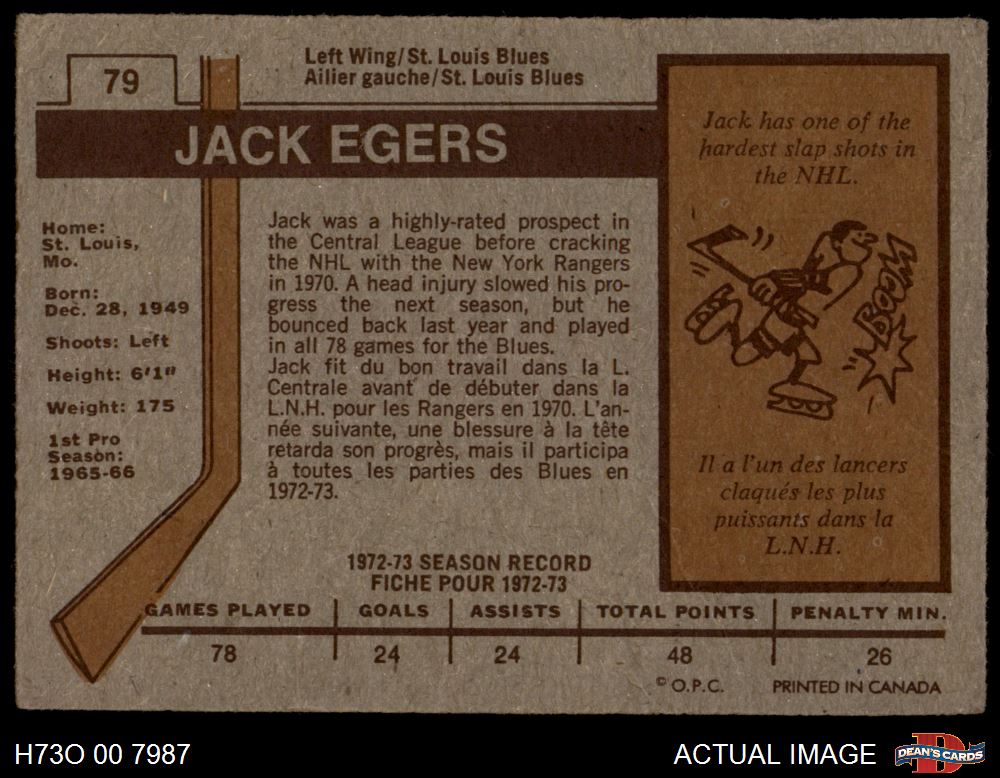 79
Left Wing/St. Louis Blues
Ailier gauche/St. Louis Blues
JACK EGERS
Home:
St. Louis,
Mo.
Born:
Dec. 28, 1949
Shoots: Left
Height: 6'1"
Weight: 175
1st Pro
Season:
1965-66
Jack was a highly-rated prospect in
the Central League before cracking
the NHL with the New York Rangers
in 1970. A head injury slowed his pro-
gress the next season, but he
bounced back last year and played
in all 78 games for the Blues.
Jack fit du bon travail dans la L.
Centrale avant de débuter dans la
L.N.H. pour les Rangers en 1970. L'an-
née suivante, une blessure à la tête
retarda son progrès, mais il participa
à toutes les parties des Blues en
1972-73.
Jack has one of the
hardest slap shots in
the NHL.
WOOSH
Il a l'un des lancers
claqués les plus
puissants dans la
L.N.H.
1972-73 SEASON RECORD
FICHE POUR 1972-73
GAMES PLAYED GOALS ASSISTS TOTAL POINTS PENALTY MIN.
78 24 24 48 26
© O.P.C. PRINTED IN CANADA
H73O 00 7987
ACTUAL IMAGE
DEAN'S CARDS